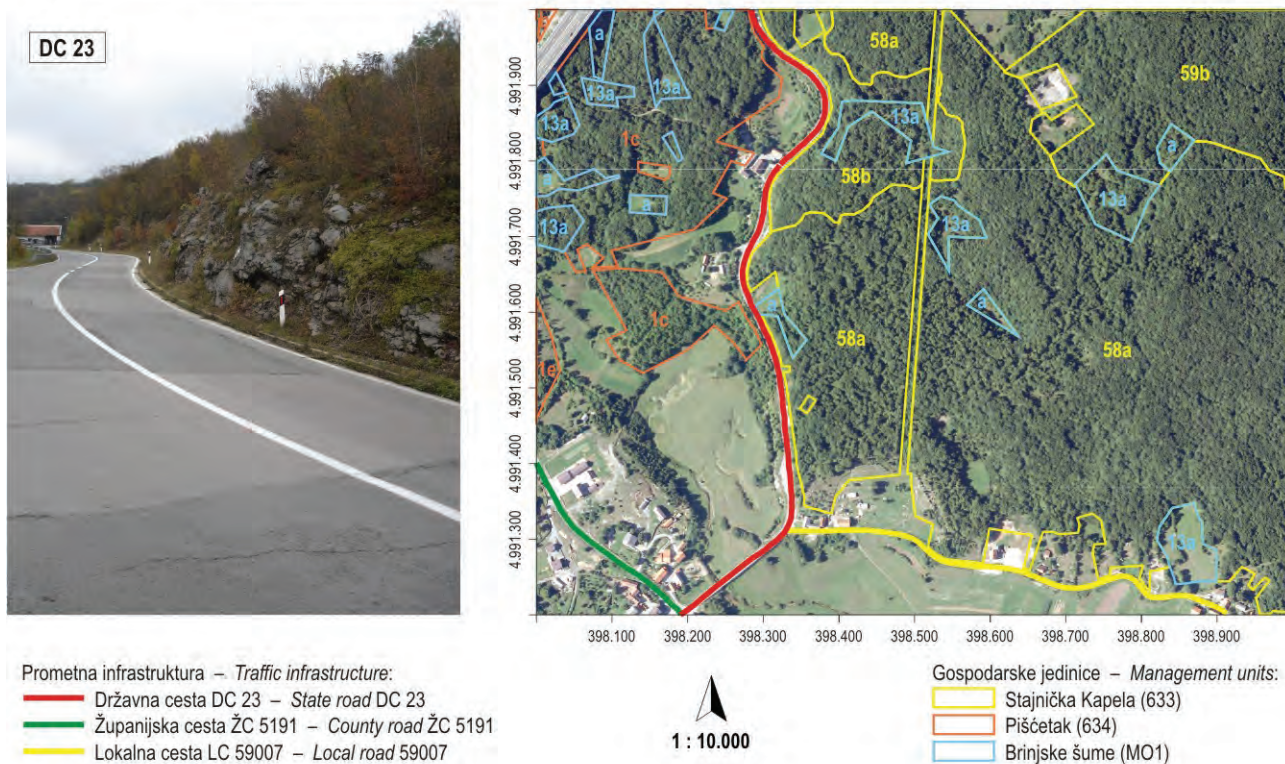 DC 23
4.991.900
4.991.800
4.991.700
4.991.600
4.991.500
4.991.400
4.991.300
398.100 398.200 398.300 398.400 398.500 398.600 398.700 398.800 398.900
a
13a
13a
13a
1c
a
a
1c
1e
58a
13a
58b
59b
a
13a
13a
a
a
58a
58a
13a
Prometna infrastruktura – Traffic infrastructure:
Državna cesta DC 23 – State road DC 23
Županijska cesta ŽC 5191 – County road ŽC 5191
Lokalna cesta LC 59007 – Local road 59007
1 : 10.000
Gospodarske jedinice – Management units:
Stajnička Kapela (633)
Pišćetak (634)
Brinjske šume (MO1)